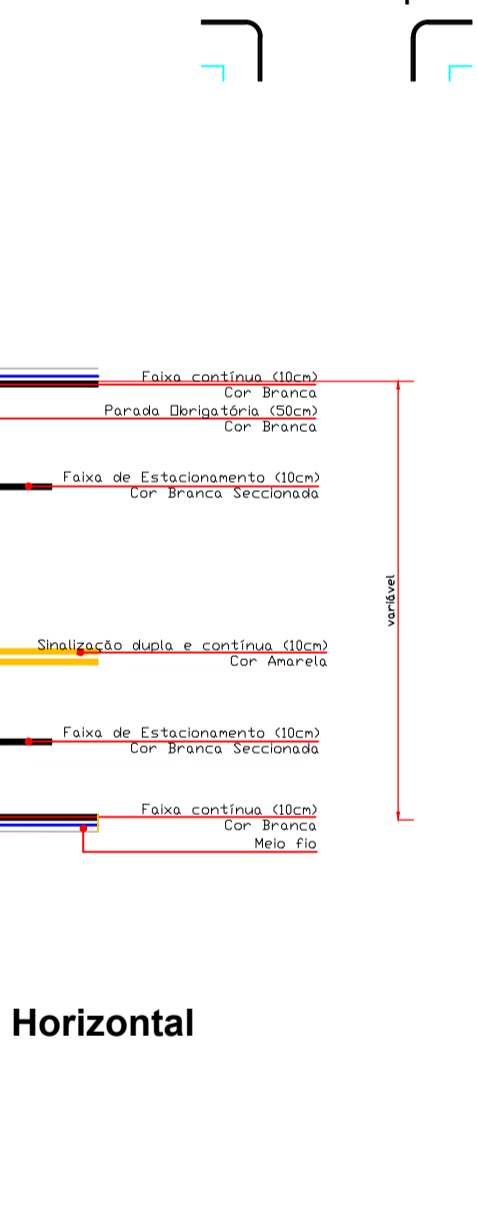 Faixa contínua (10cm)
Cor Branca
Parada Obrigatória (50cm)
Cor Branca
Faixa de Estacionamento (10cm)
Cor Branca Seccionada
variável
Sinalização dupla e contínua (10cm)
Cor Amarela
Faixa de Estacionamento (10cm)
Cor Branca Seccionada
Faixa contínua (10cm)
Cor Branca
Meio fio
Horizontal